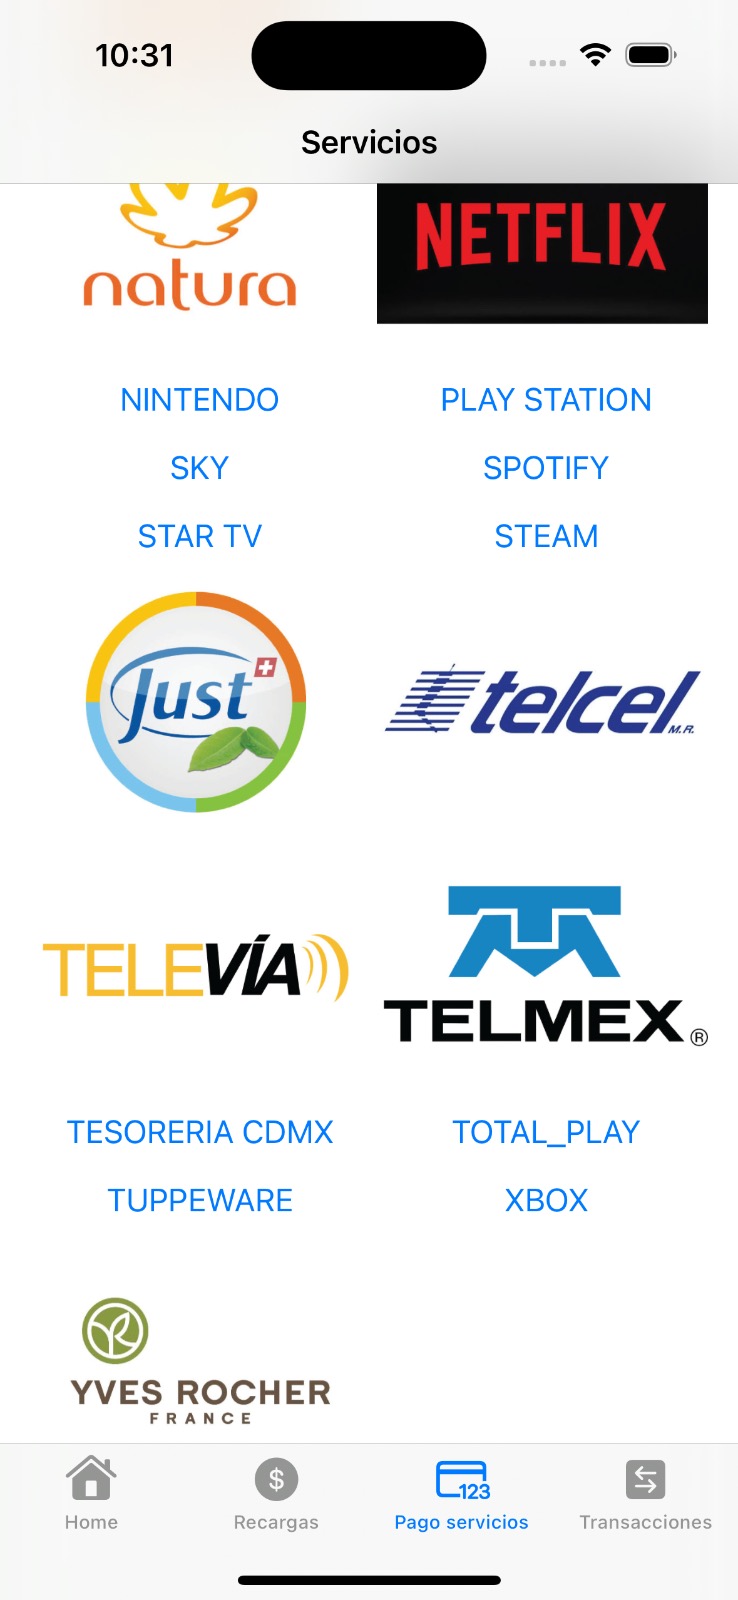 10:31
Servicios
natura
NETFLIX
NINTENDO
PLAY STATION
SKY
SPOTIFY
STAR TV
STEAM
Just
telcel M.R.
TELEVÍA
TELMEX ®
TESORERIA CDMX
TOTAL_PLAY
TUPPEWARE
XBOX
YVES ROCHER
FRANCE
$
123
Home
Recargas
Pago servicios
Transacciones